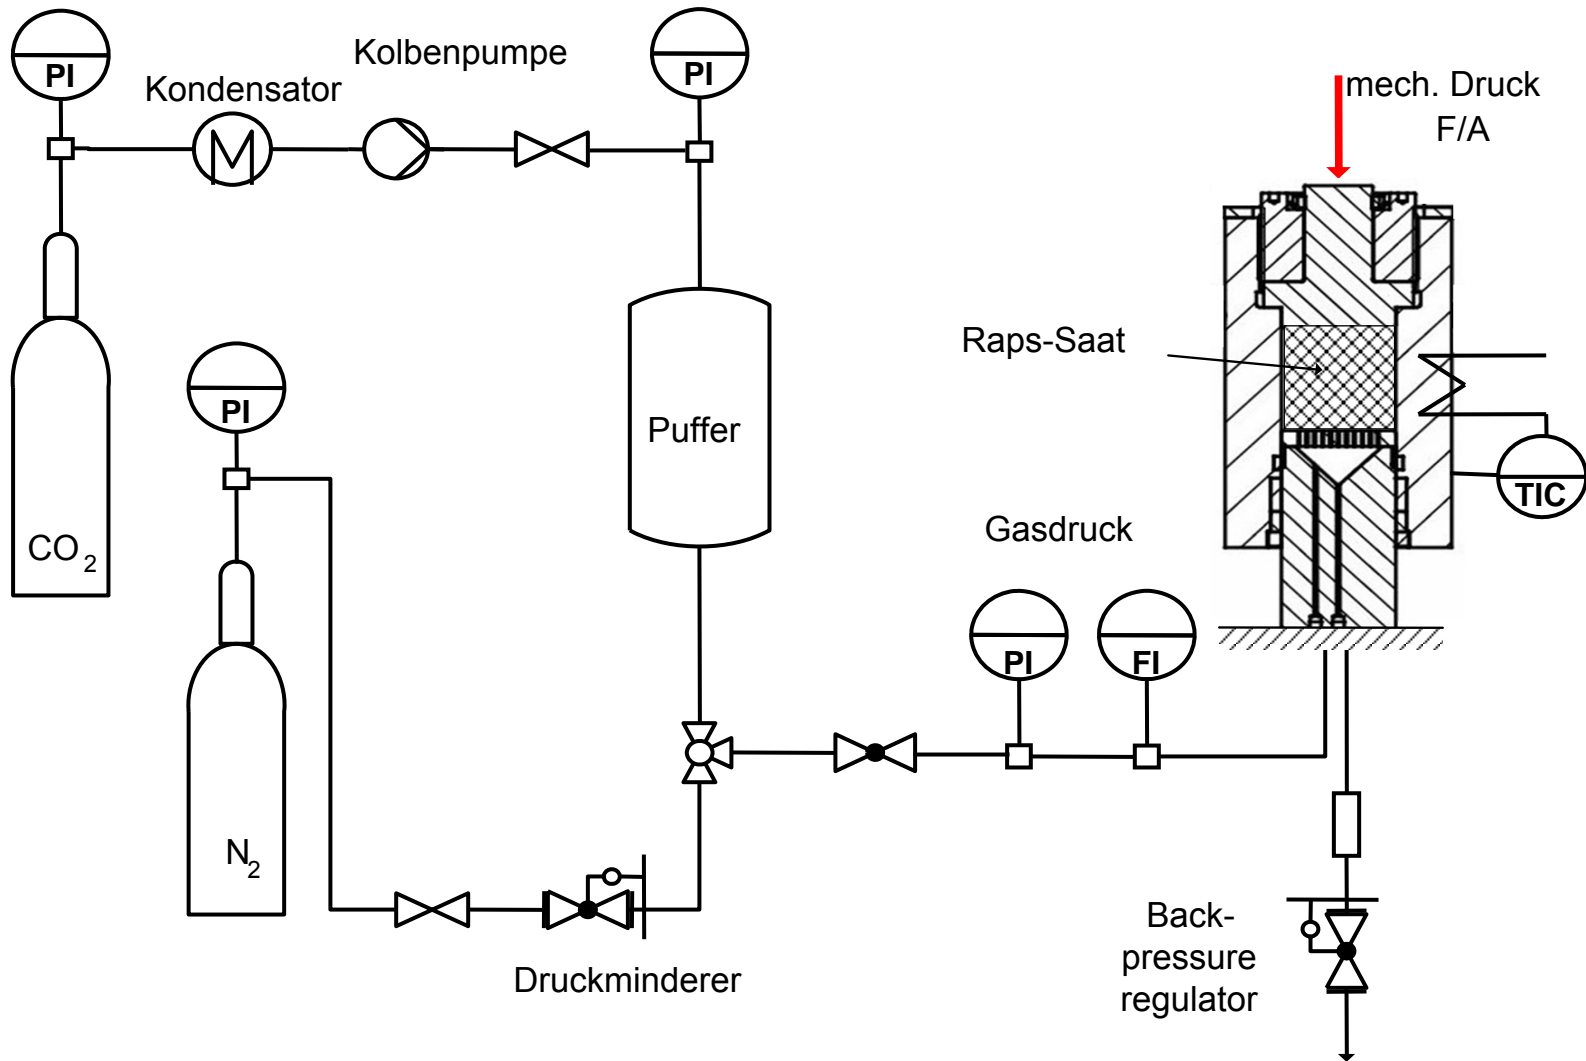 PI
Kondensator
Kolbenpumpe
PI
mech. Druck
F/A
CO2
PI
N2
Puffer
Raps-Saat
TIC
Gasdruck
PI
FI
Druckminderer
Back-
pressure
regulator